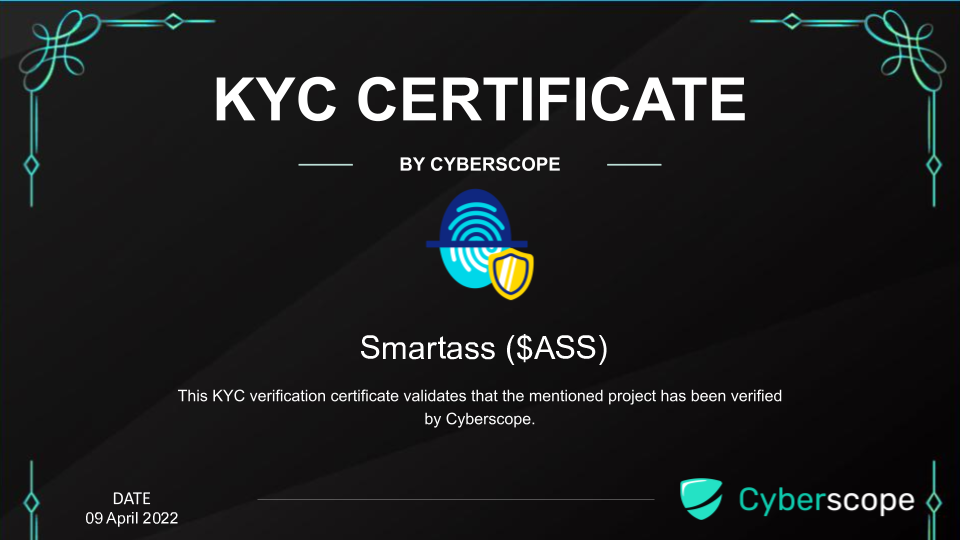 KYC CERTIFICATE
BY CYBERSCOPE
Smartass ($ASS)
This KYC verification certificate validates that the mentioned project has been verified
by Cyberscope.
DATE
09 April 2022
Cyberscope